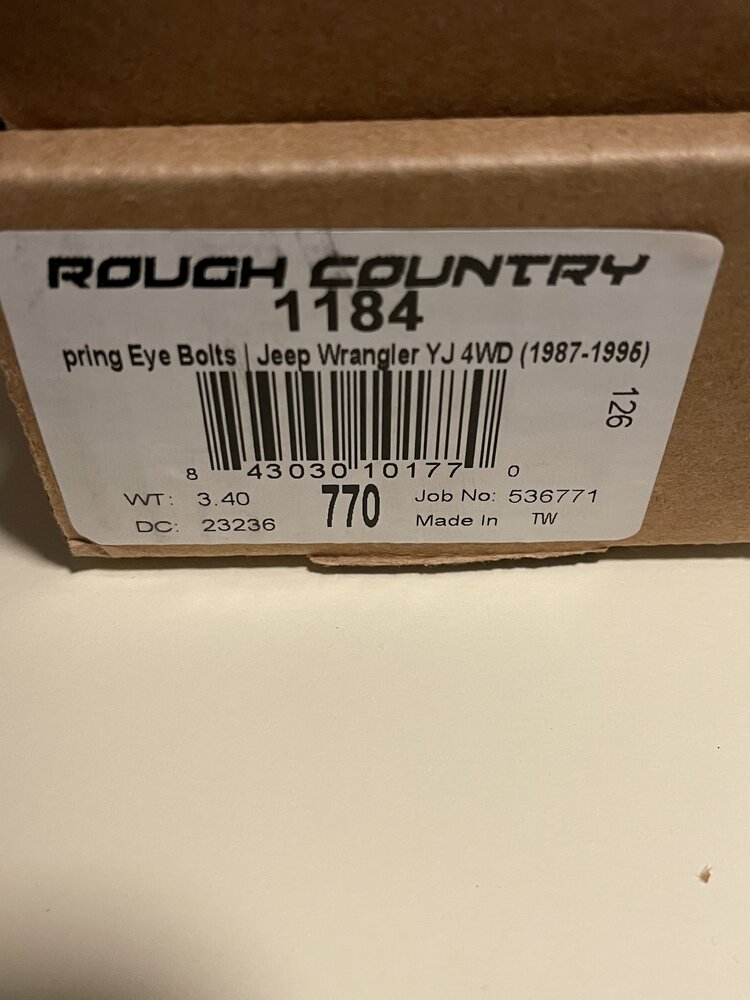 ROUGH COUNTRY
1184
pring Eye Bolts | Jeep Wrangler YJ 4WD (1987-1995)
126
8 43030 10177 0
WT: 3.40 770 Job No: 536771
DC: 23236 Made In TW